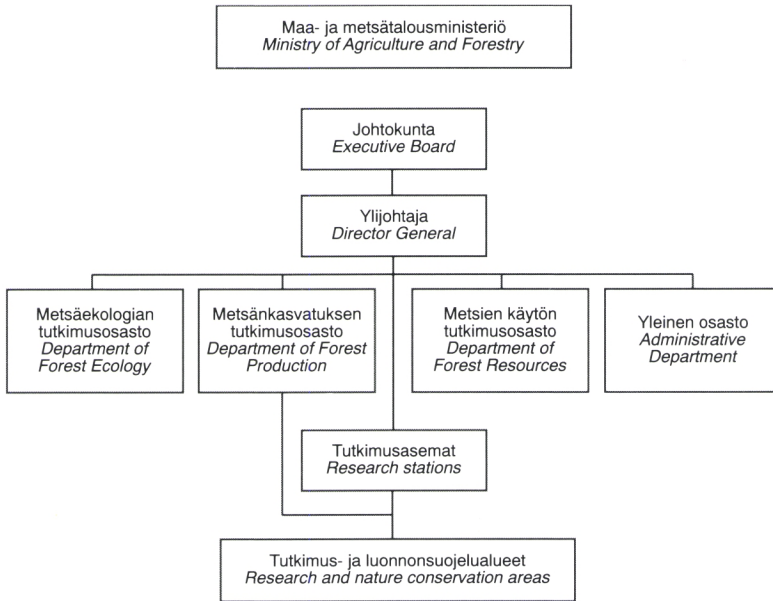 Maa- ja metsätalousministeriö
Ministry of Agriculture and Forestry
Johtokunta
Executive Board
Ylijohtaja
Director General
Metsäekologian
tutkimusosasto
Department of
Forest Ecology
Metsänkasvatuksen
tutkimusosasto
Department of Forest
Production
Metsien käytön
tutkimusosasto
Department of
Forest Resources
Yleinen osasto
Administrative
Department
Tutkimusasemat
Research stations
Tutkimus- ja luonnonsuojelualueet
Research and nature conservation areas